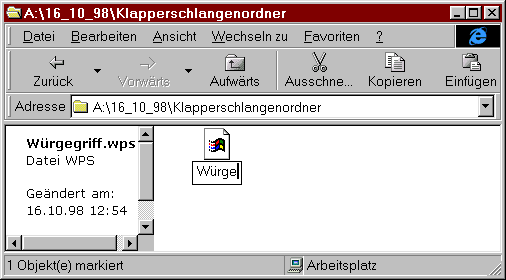 A:\16_10_98\Klapperschlangenordner
Datei Bearbeiten Ansicht Wechseln zu Favoriten ?
Zurück Vorwärts Aufwärts Ausschne... Kopieren Einfügen
Adresse A:\16_10_98\Klapperschlangenordner
Würgegriff.wps
Datei WPS
Geändert am:
16.10.98 12:54
Würge
1 Objekt(e) markiert Arbeitsplatz